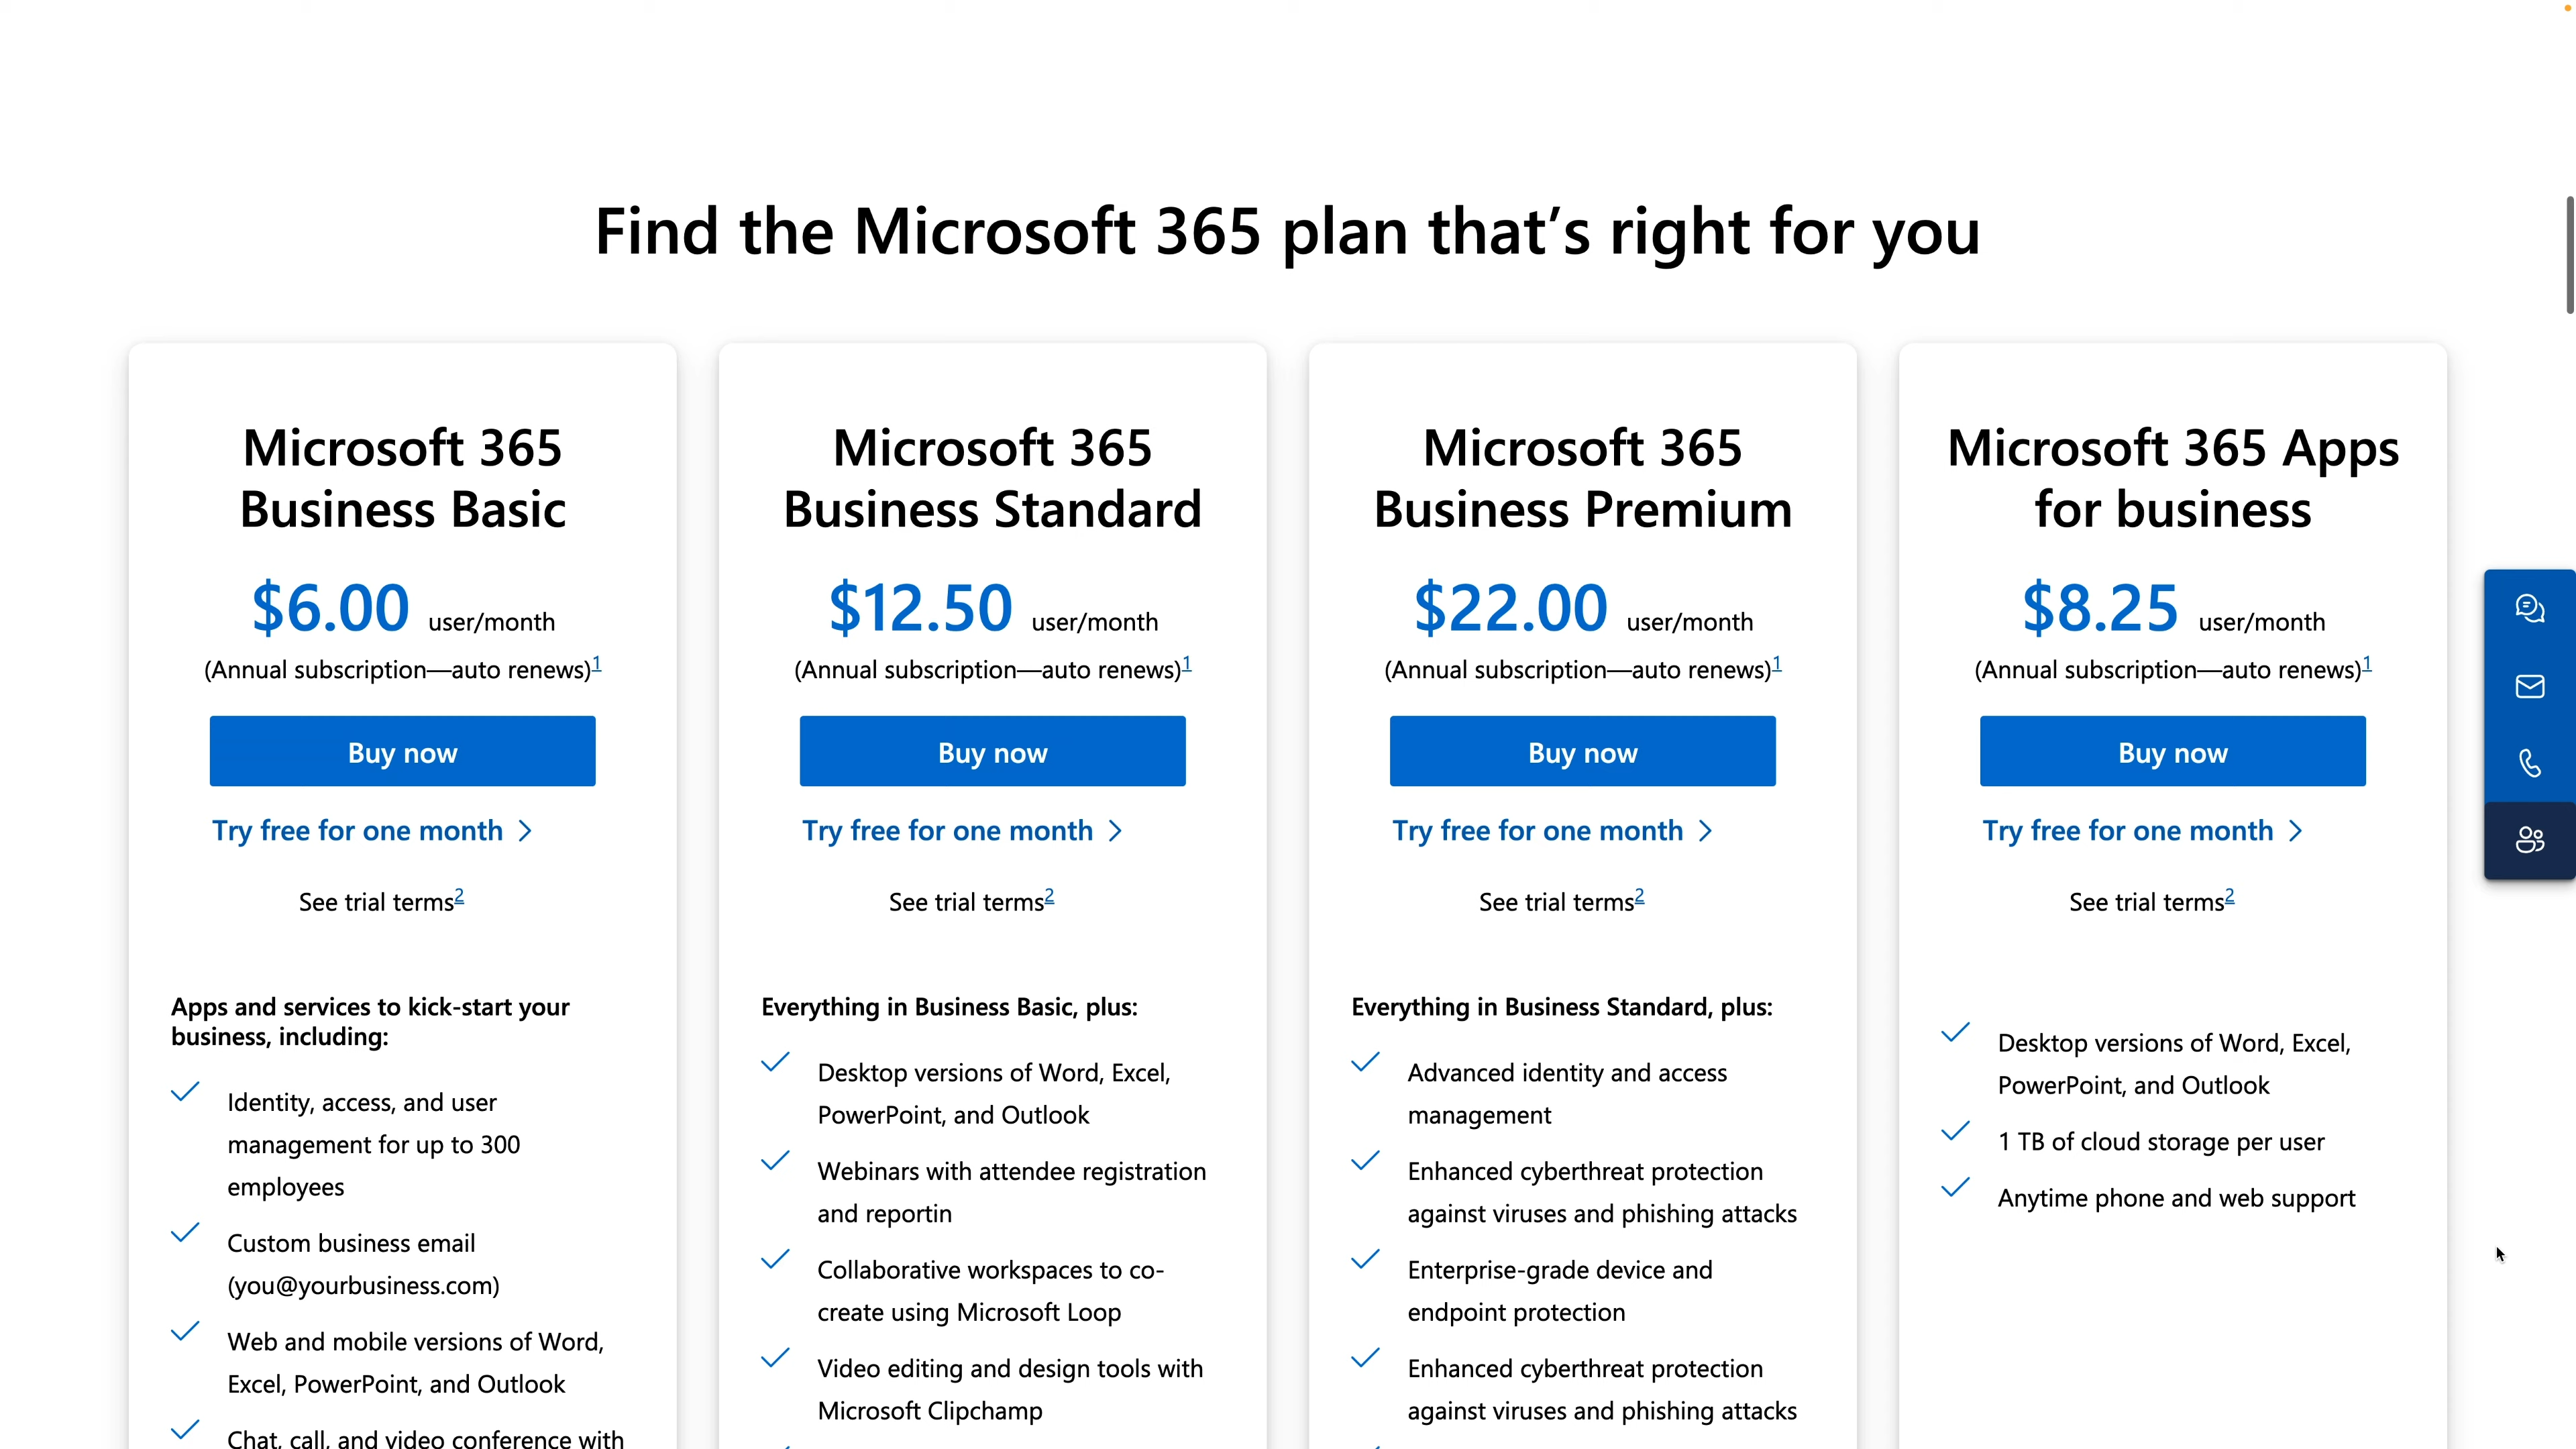 Find the Microsoft 365 plan that’s right for you
Microsoft 365
Business Basic
$6.00 user/month
(Annual subscription—auto renews)1
Buy now
Try free for one month
See trial terms2
Apps and services to kick-start your
business, including:
Identity, access, and user
management for up to 300
employees
Custom business email
(you@yourbusiness.com)
Web and mobile versions of Word,
Excel, PowerPoint, and Outlook
Chat, call, and video conference with
Microsoft 365
Business Standard
$12.50 user/month
(Annual subscription—auto renews)1
Buy now
Try free for one month
See trial terms2
Everything in Business Basic, plus:
Desktop versions of Word, Excel,
PowerPoint, and Outlook
Webinars with attendee registration
and reportin
Collaborative workspaces to co-
create using Microsoft Loop
Video editing and design tools with
Microsoft Clipchamp
Microsoft 365
Business Premium
$22.00 user/month
(Annual subscription—auto renews)1
Buy now
Try free for one month
See trial terms2
Everything in Business Standard, plus:
Advanced identity and access
management
Enhanced cyberthreat protection
against viruses and phishing attacks
Enterprise-grade device and
endpoint protection
Enhanced cyberthreat protection
against viruses and phishing attacks
Microsoft 365 Apps
for business
$8.25 user/month
(Annual subscription—auto renews)1
Buy now
Try free for one month
See trial terms2
Desktop versions of Word, Excel,
PowerPoint, and Outlook
1 TB of cloud storage per user
Anytime phone and web support